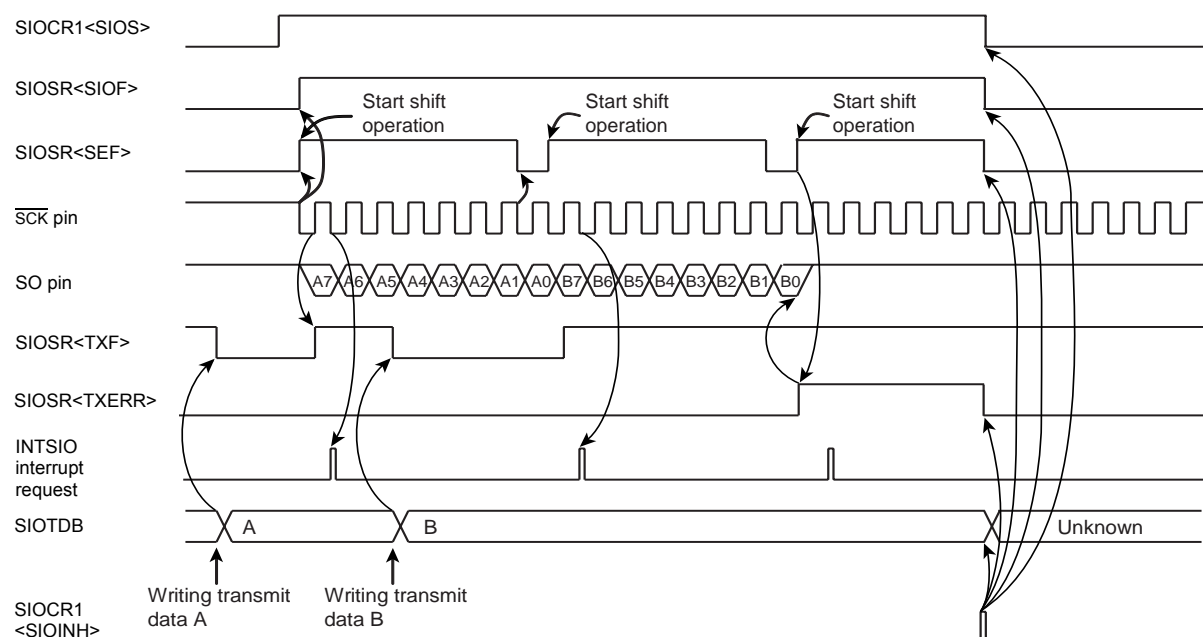 SIOCR1<SIOS>
SIOSR<SIOF>
Start shift
operation
Start shift
operation
Start shift
operation
SIOSR<SEF>
SCK pin
SO pin
A7 A6 A5 A4 A3 A2 A1 A0 B7 B6 B5 B4 B3 B2 B1 B0
SIOSR<TXF>
SIOSR<TXERR>
INTSIO
interrupt
request
SIOTDB
A
B
Unknown
Writing transmit
data A
Writing transmit
data B
SIOCR1
<SIOINH>